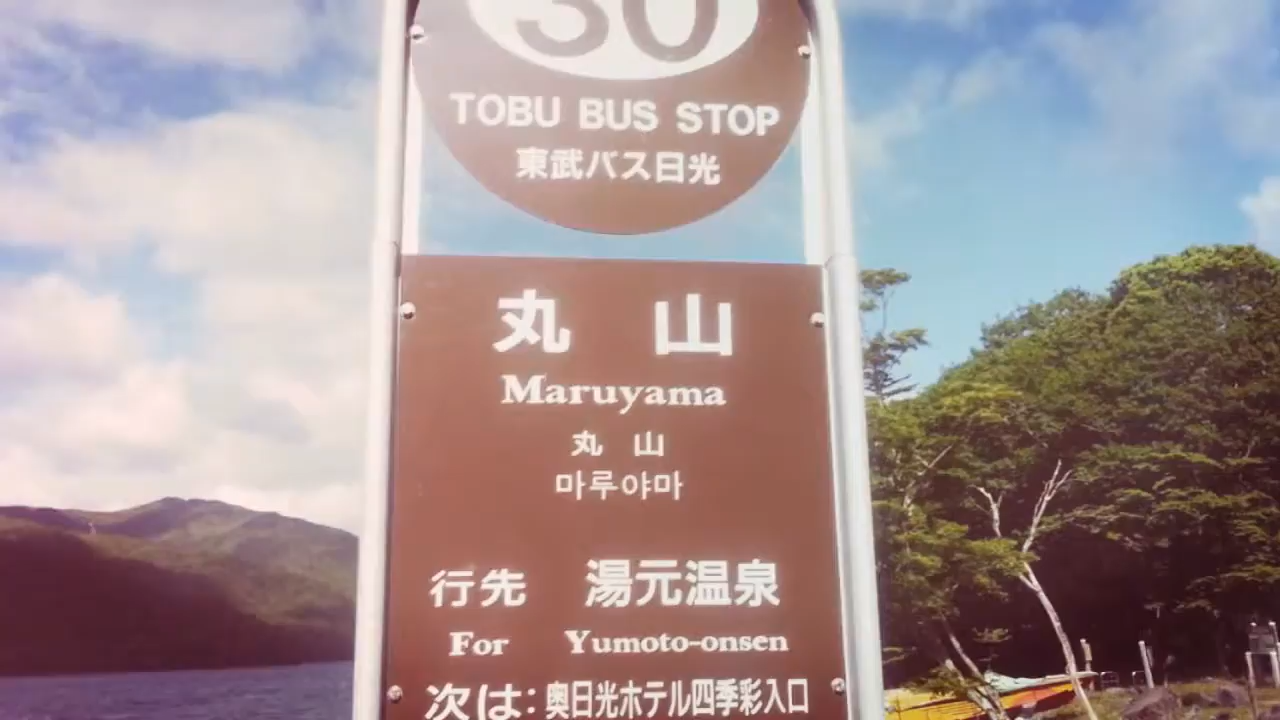 30
TOBU BUS STOP
東武バス日光
丸 山
Maruyama
丸 山
마루야마
行先 湯元温泉
For Yumoto-onsen
次は:奥日光ホテル四季彩入口